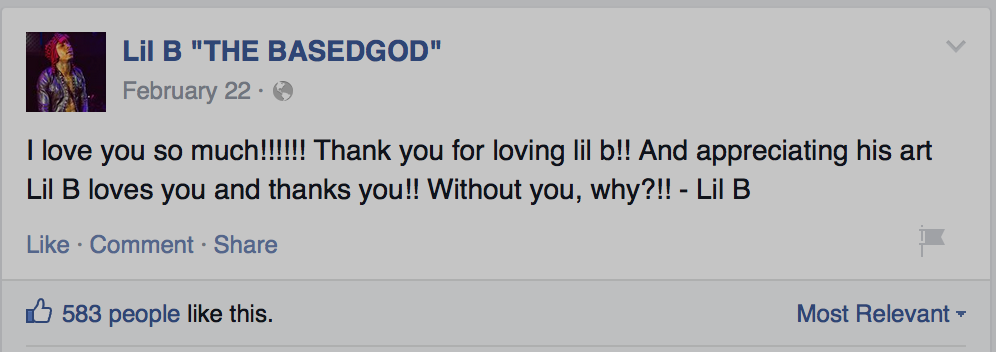 Lil B "THE BASEDGOD"
February 22 ·
I love you so much!!!!!! Thank you for loving lil b!! And appreciating his art
Lil B loves you and thanks you!! Without you, why?!! - Lil B
Like · Comment · Share
583 people like this.
Most Relevant